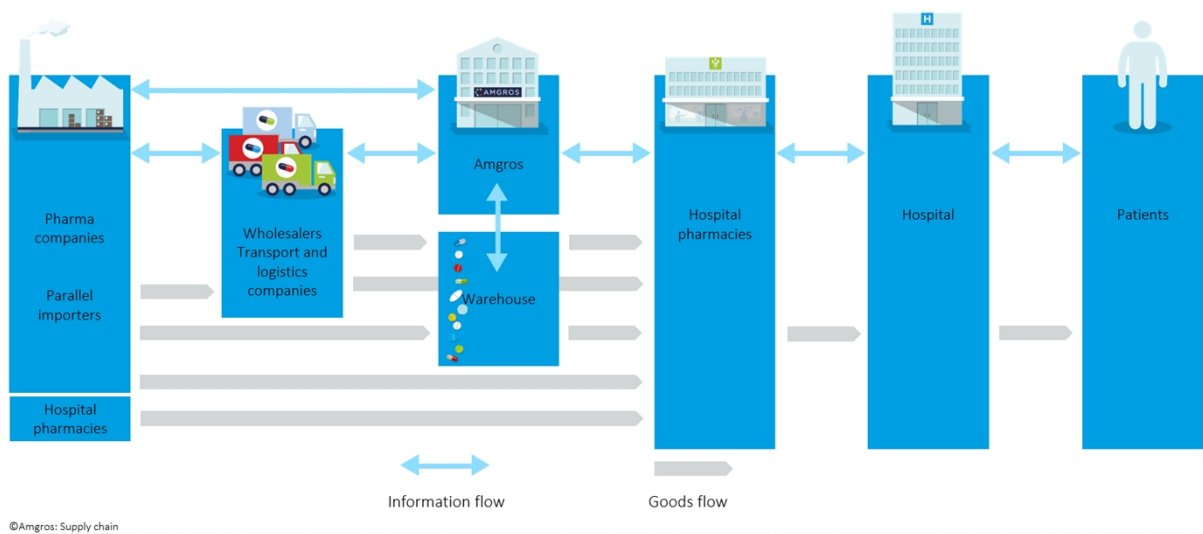 H
AMGROS
Amgros
Pharma
companies
Parallel
importers
Hospital
pharmacies
Wholesalers
Transport and
logistics
companies
Warehouse
Hospital
pharmacies
Hospital
Patients
Information flow
Goods flow
©Amgros: Supply chain